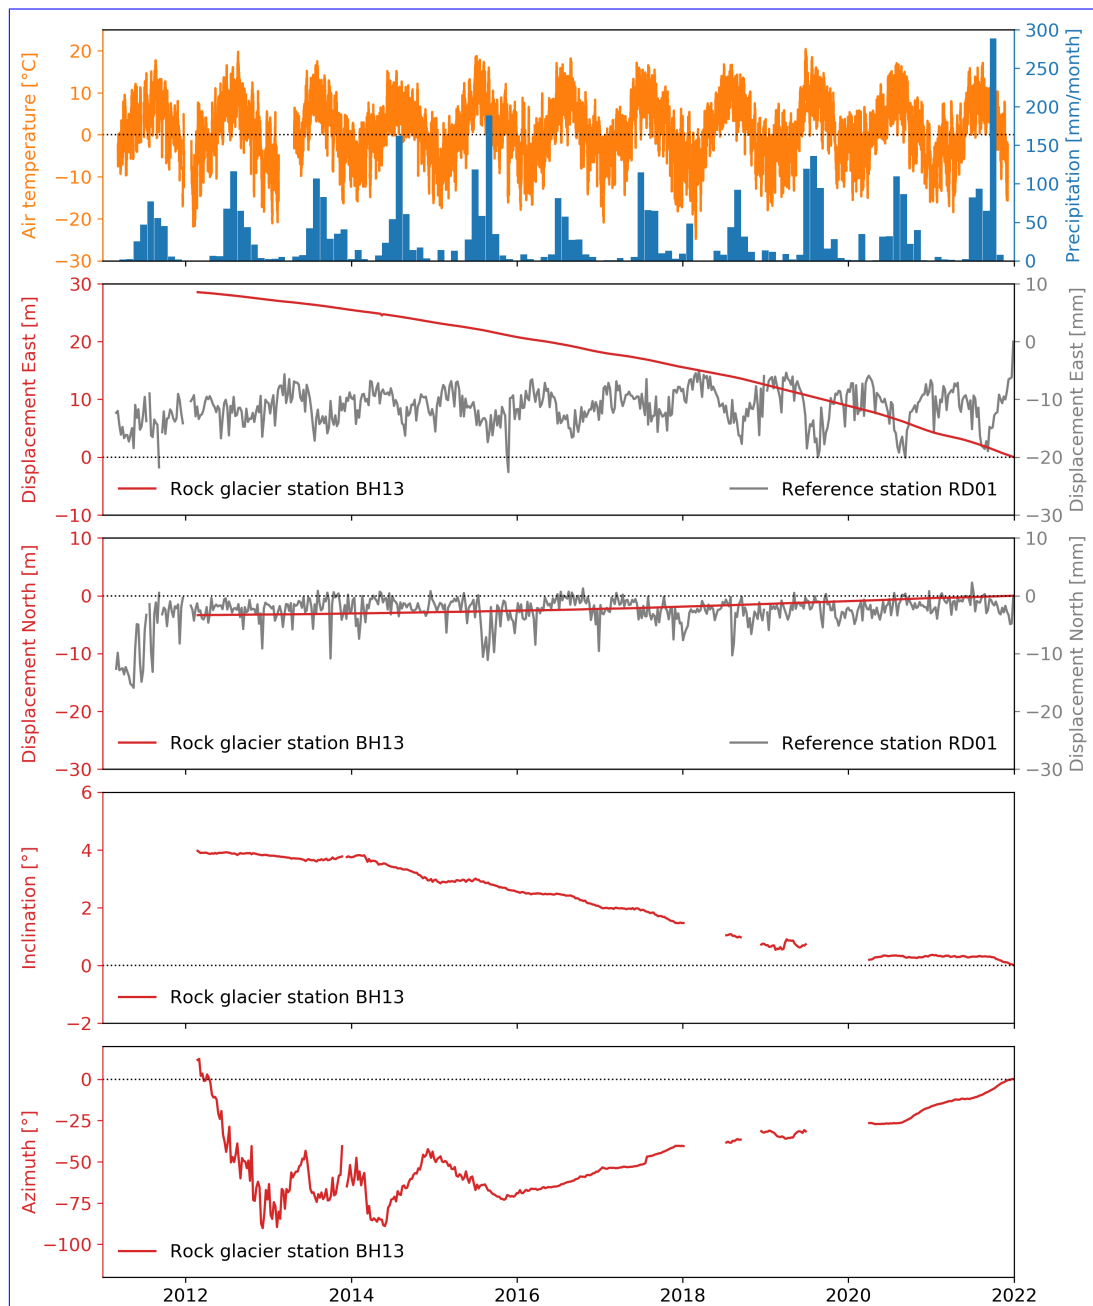 Air temperature [°C]
20
10
0
−10
−20
−30
300
250
200
150
100
50
0
Precipitation [mm/month]
Displacement East [m]
30
20
10
0
−10
10
0
−10
−20
−30
Displacement East [mm]
Rock glacier station BH13
Reference station RD01
Displacement North [m]
10
0
−10
−20
−30
10
0
−10
−20
−30
Displacement North [mm]
Rock glacier station BH13
Reference station RD01
Inclination [°]
6
4
2
0
−2
Rock glacier station BH13
Azimuth [°]
0
−25
−50
−75
−100
Rock glacier station BH13
2012 2014 2016 2018 2020 2022